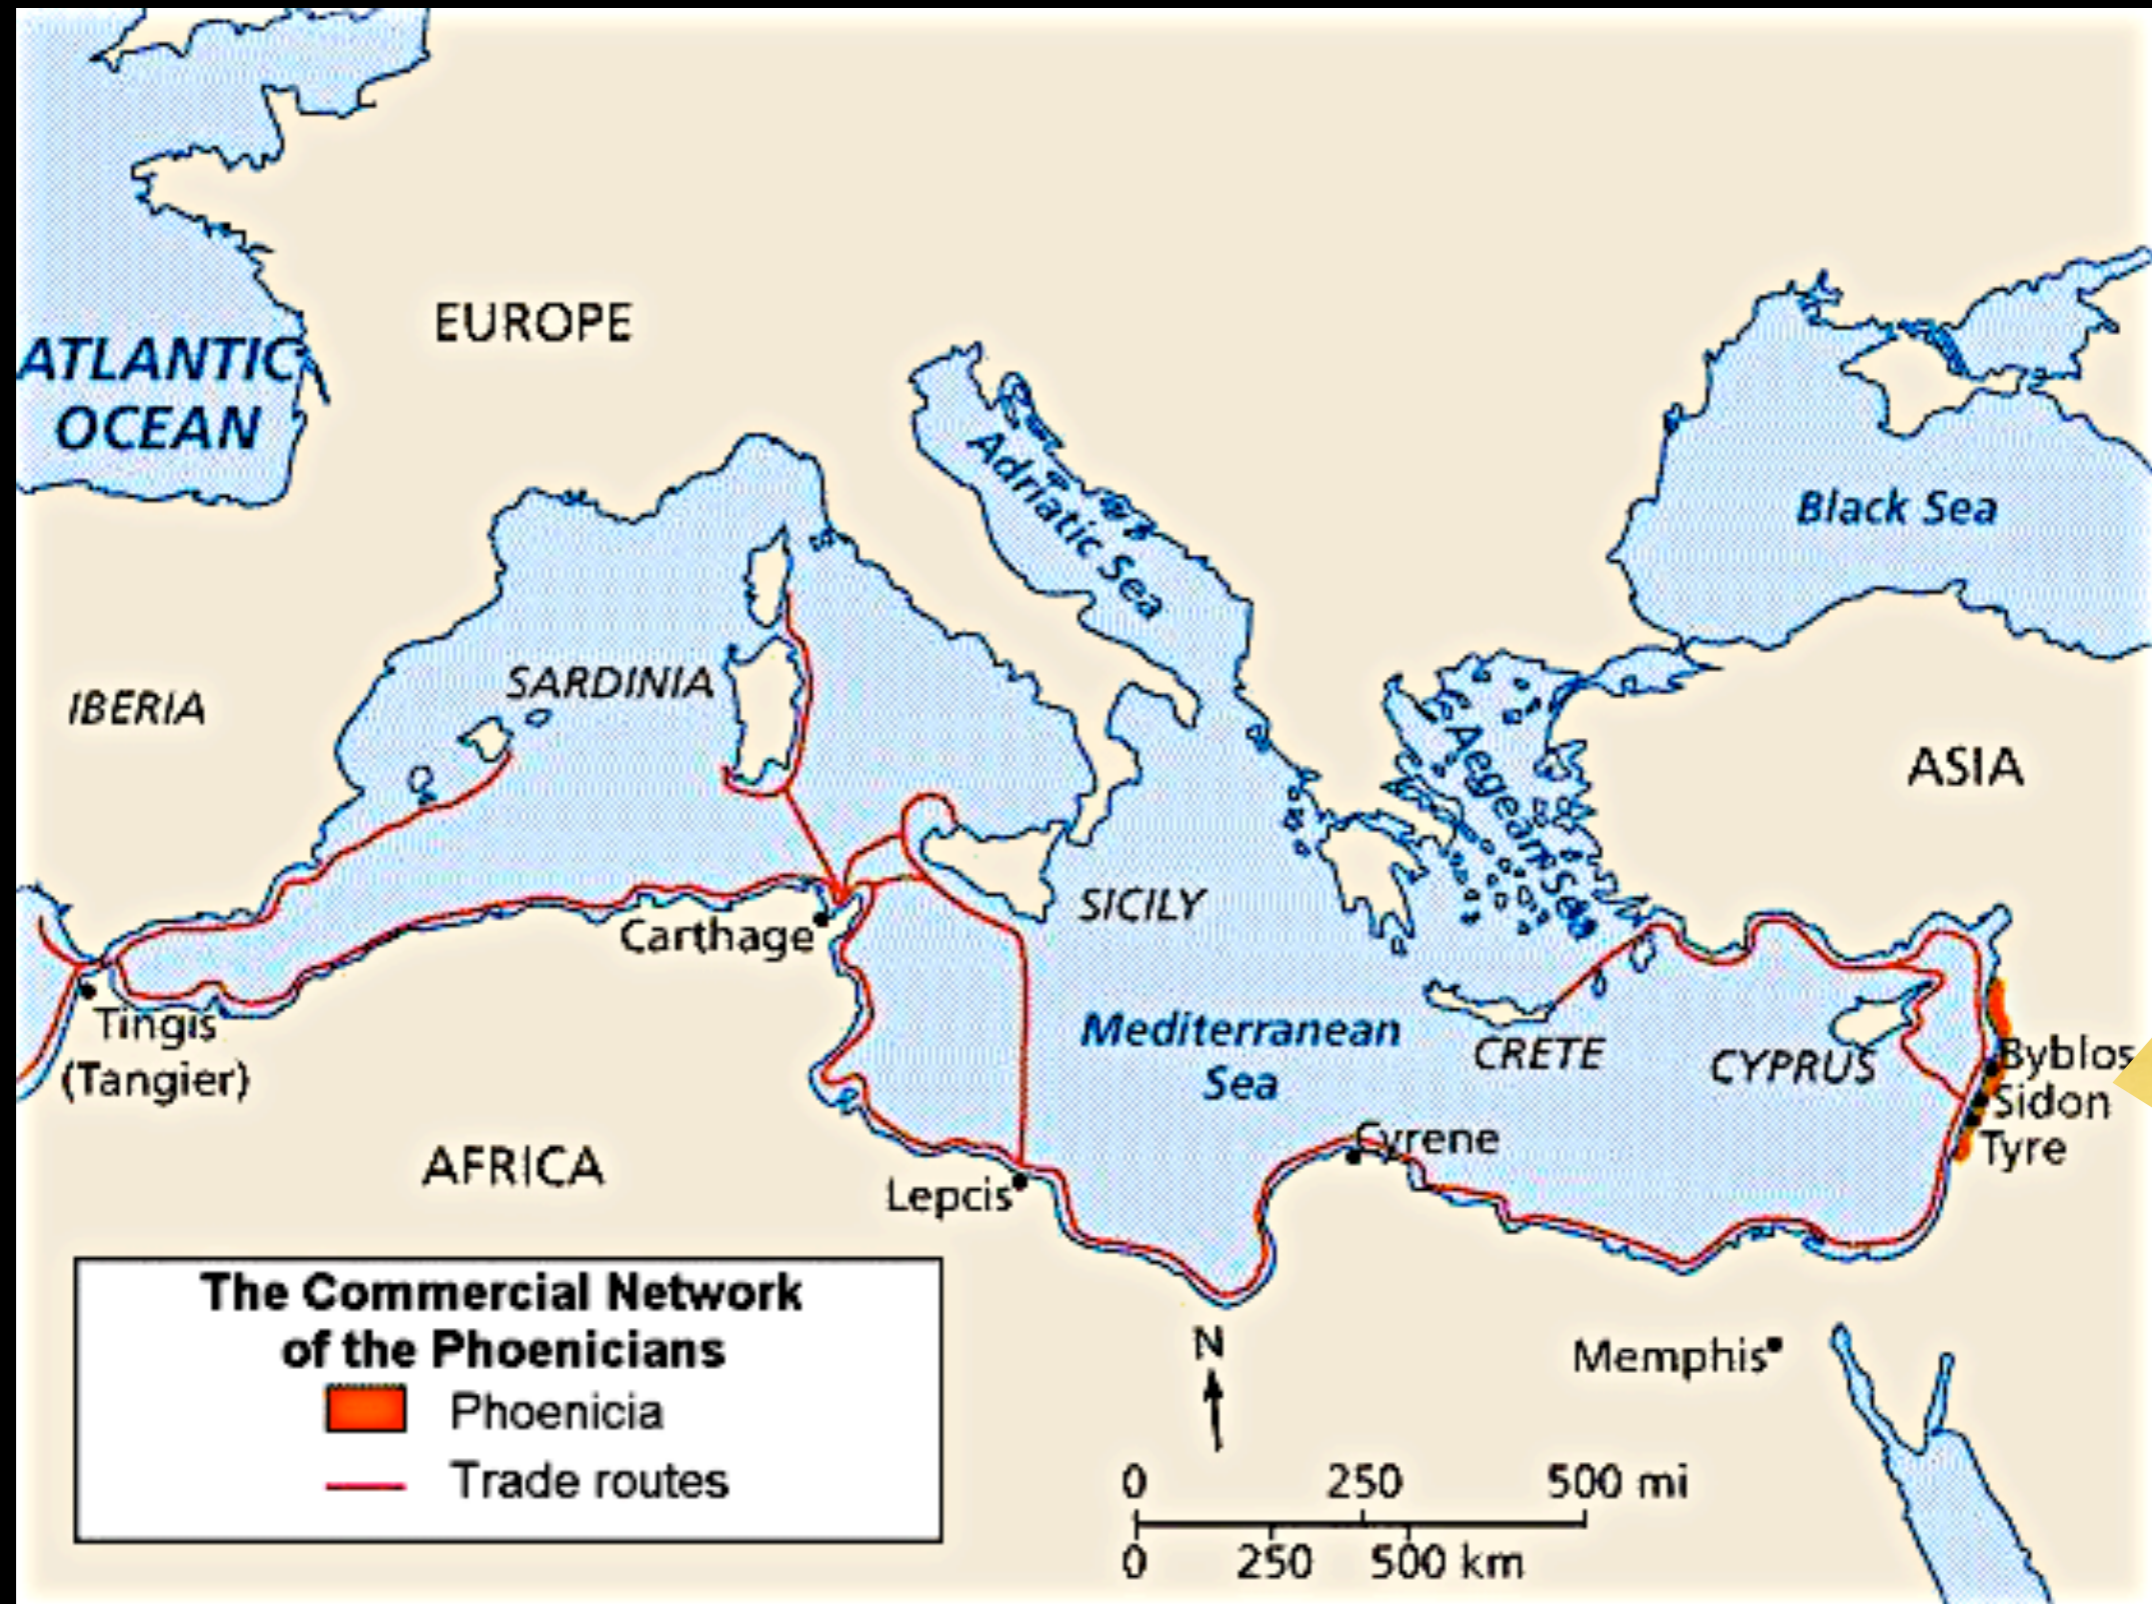 EUROPE
ATLANTIC
OCEAN
Adriatic Sea
Black Sea
SARDINIA
IBERIA
Aegean Sea
ASIA
SICILY
Carthage
Tingis
(Tangier)
Mediterranean
Sea
CRETE
CYPRUS
Byblos
Sidon
Tyre
Cyrene
AFRICA
Lepcis
The Commercial Network
of the Phoenicians
Phoenicia
Trade routes
N
Memphis
0 250 500 mi
0 250 500 km